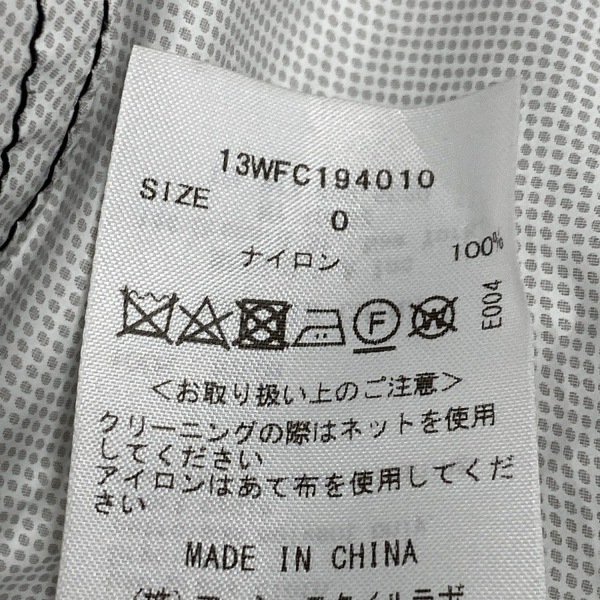 13WFC194010
SIZE 0
ナイロン 100%
F W
E004
<お取り扱い上のご注意>
クリーニングの際はネットを使用
してください
アイロンはあて布を使用してくだ
さい
MADE IN CHINA